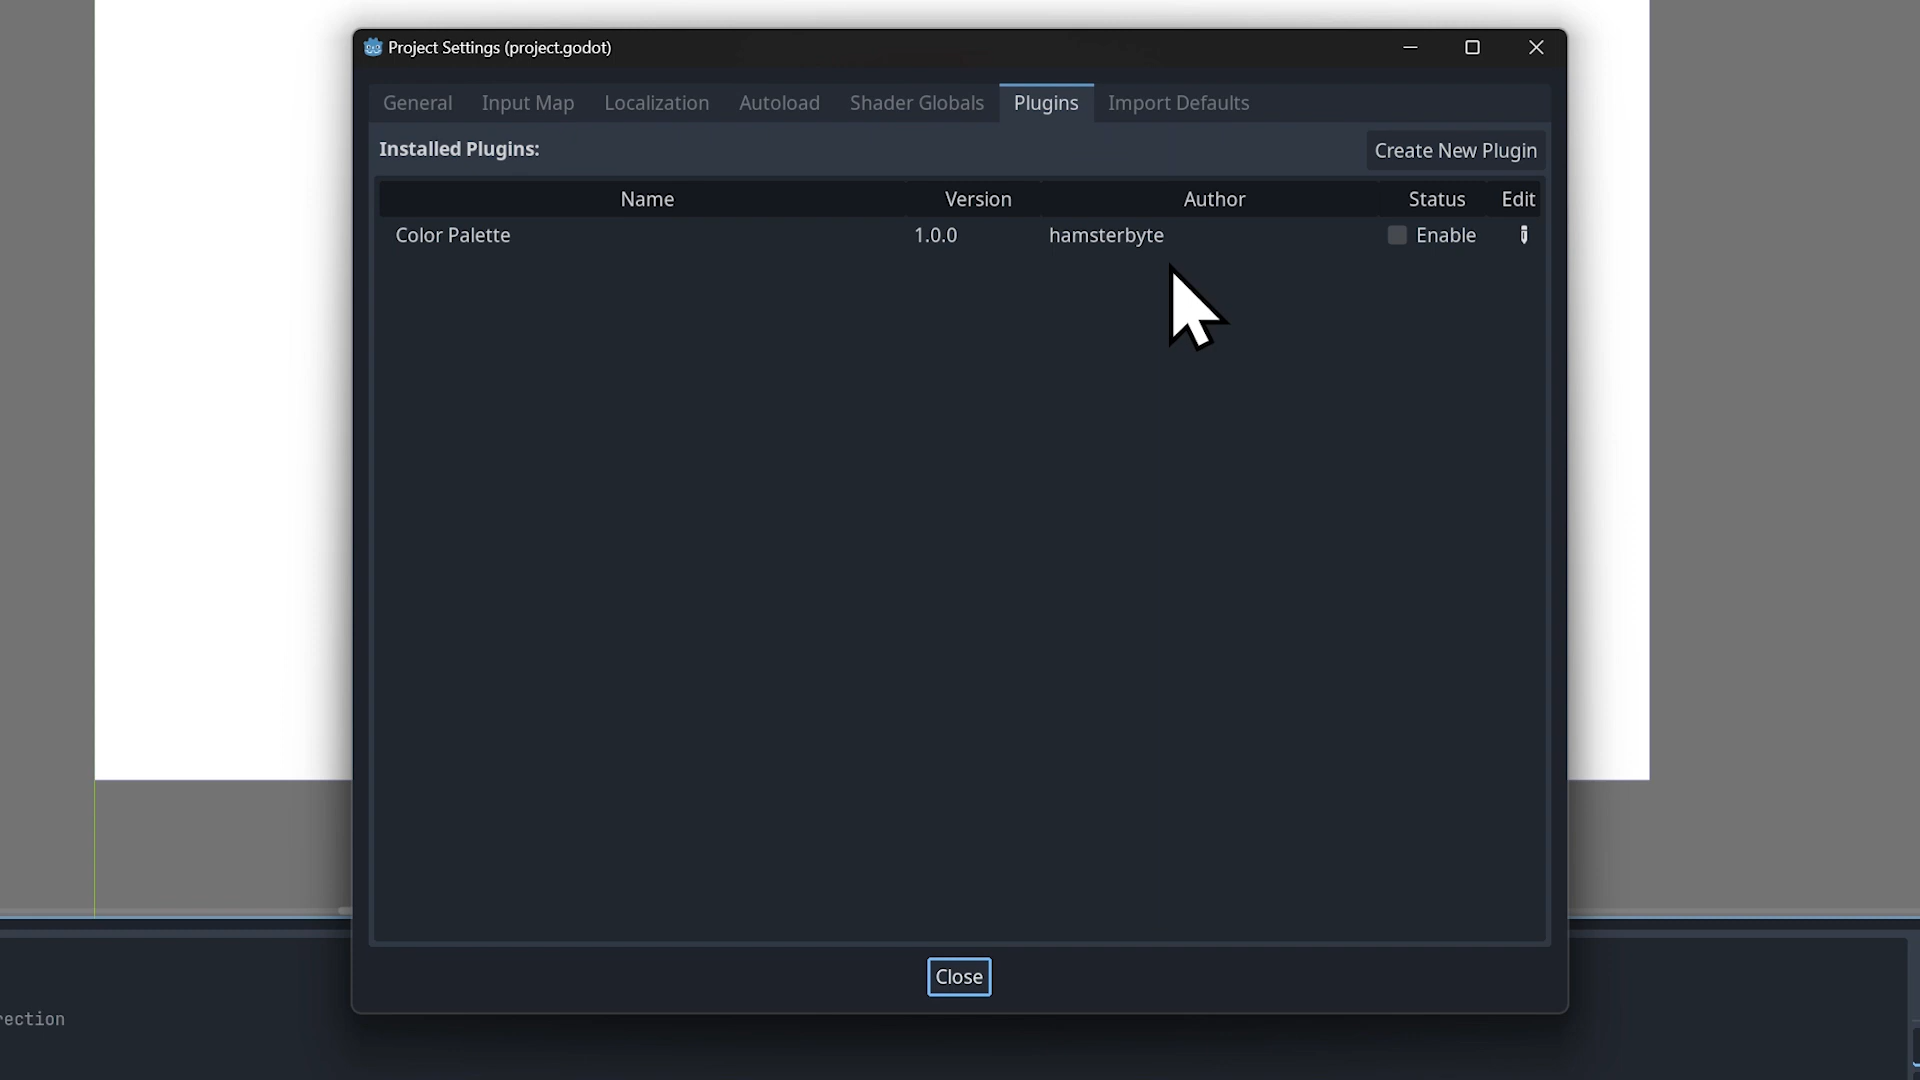 Project Settings (project.godot)
General Input Map Localization Autoload Shader Globals Plugins Import Defaults
Installed Plugins: Create New Plugin
Name Version Author Status Edit
Color Palette 1.0.0 hamsterbyte Enable
Close
rection